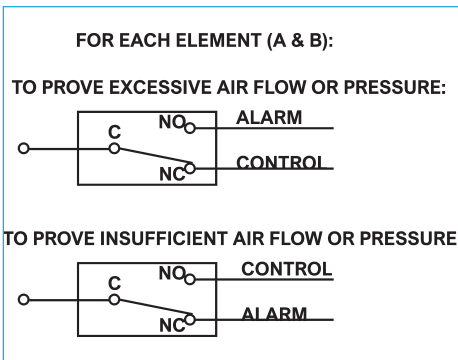 FOR EACH ELEMENT (A & B):
TO PROVE EXCESSIVE AIR FLOW OR PRESSURE:
NO ALARM
C
NC CONTROL
TO PROVE INSUFFICIENT AIR FLOW OR PRESSURE
NO CONTROL
C
NC ALARM